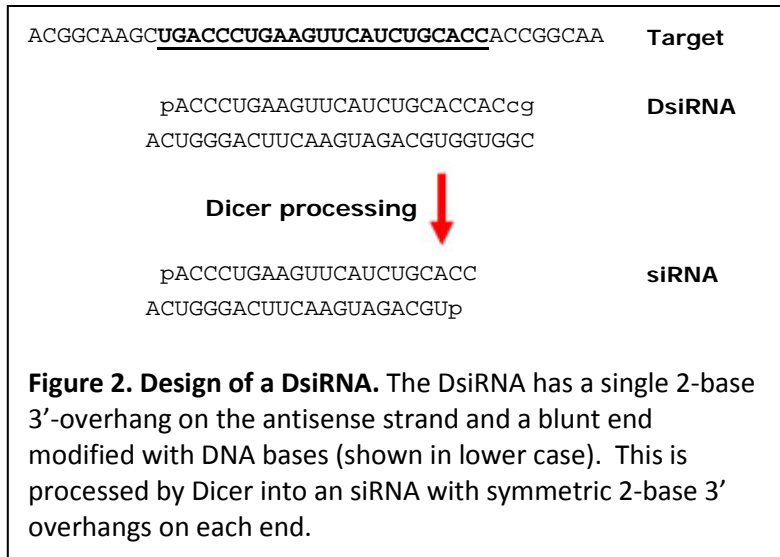 ACGGCAAGCUGACCCUGAAGUUCAUCUGCACCACCGGCAA Target
pACCCUGAAGUUCAUCUGCACCACcg DsiRNA
ACUGGGACUUCAAGUAGACGUGGUGGC
Dicer processing
pACCCUGAAGUUCAUCUGCACC siRNA
ACUGGGACUUCAAGUAGACGUp
Figure 2. Design of a DsiRNA. The DsiRNA has a single 2-base
3’-overhang on the antisense strand and a blunt end
modified with DNA bases (shown in lower case). This is
processed by Dicer into an siRNA with symmetric 2-base 3’
overhangs on each end.